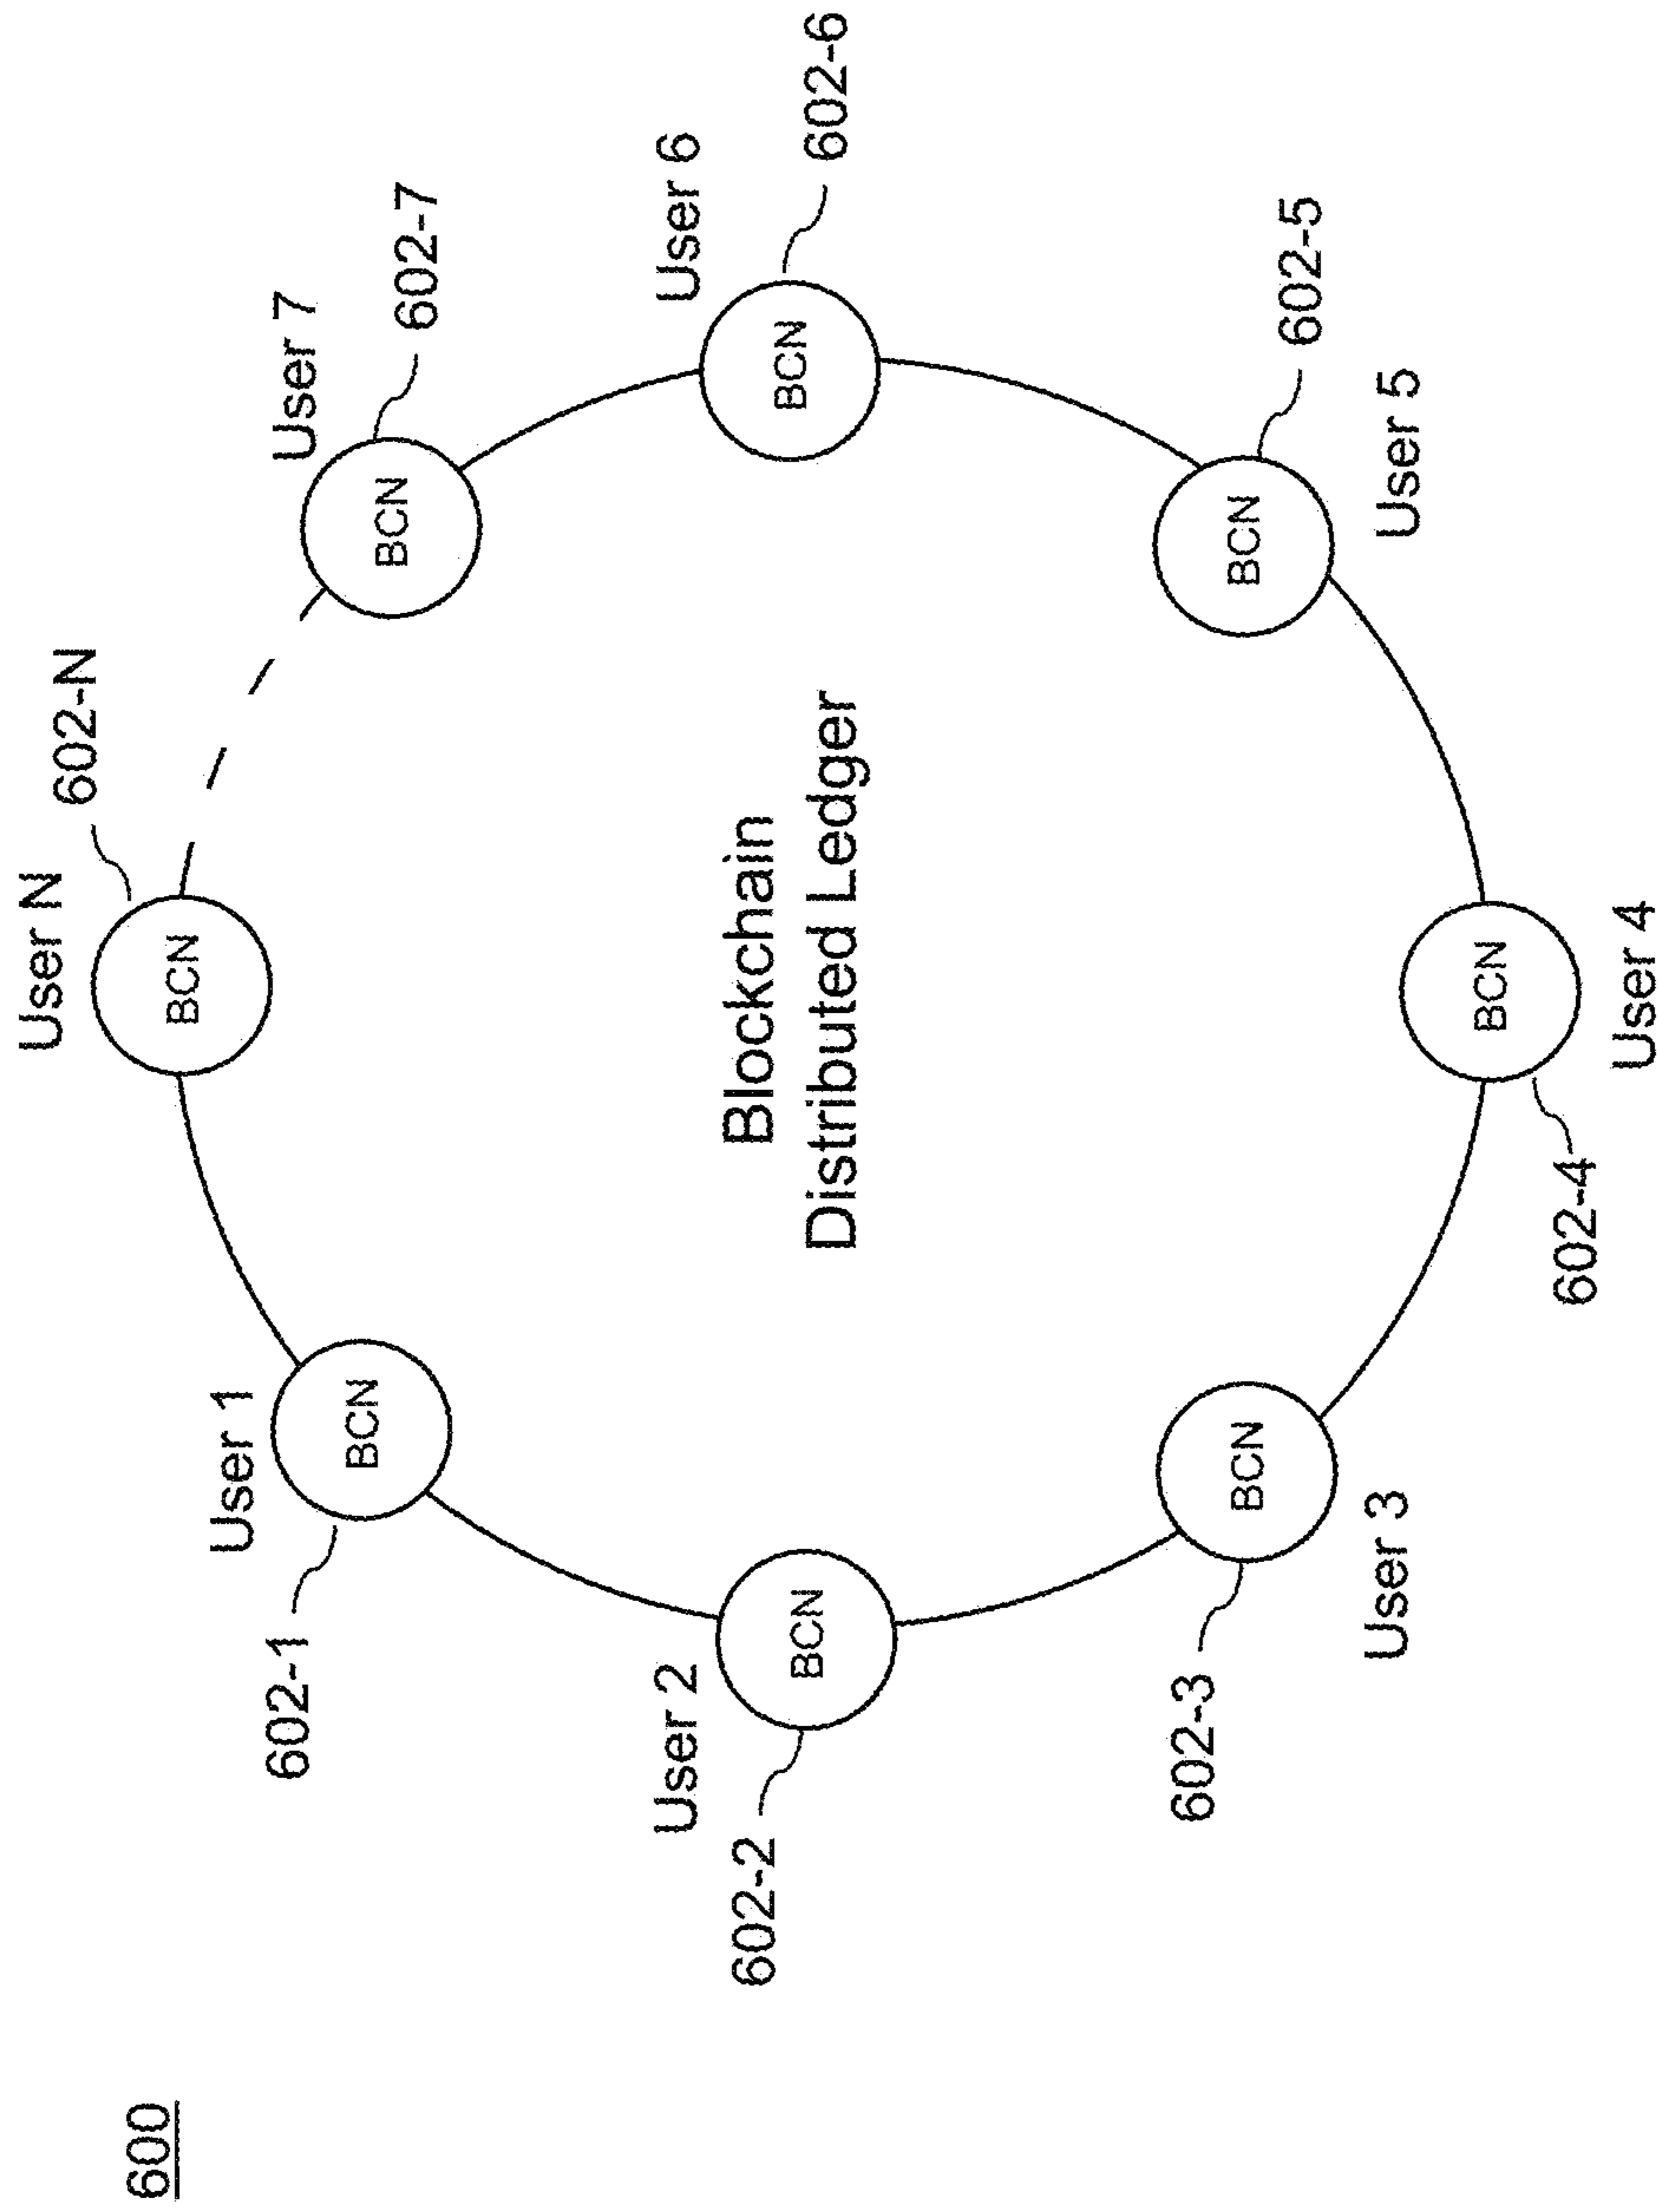 600
User N
602-N
BCN
User 1
602-1
BCN
User 7
602-7
BCN
User 2
602-2
BCN
Blockchain
Distributed Ledger
User 6
602-6
BCN
User 3
602-3
BCN
User 5
602-5
BCN
User 4
602-4
BCN